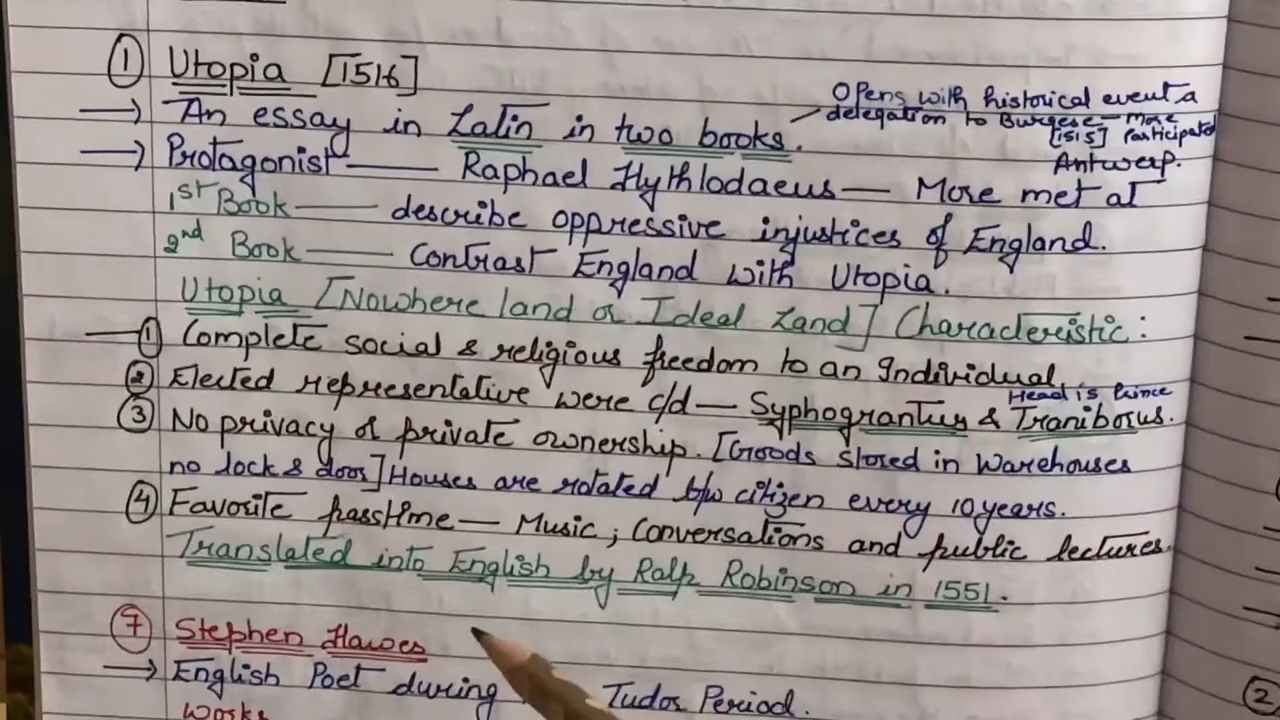 ① Utopia [1516]
→ An essay in Latin in two books.
Opens with historical event a
delegation to Burgese - More
[1515] Participated
Antwerp.
→ Protagonist —— Raphael Hythlodaeus — More met at
1st Book —— describe oppressive injustices of England.
2nd Book —— Contrast England with Utopia.
Utopia [Nowhere land or Ideal Land] Characteristic:
① Complete social & religious freedom to an Individual.
Head is Prince
② Elected representative were c/d — Syphograntus & Traniborus.
③ No privacy of private ownership. [Goods stored in Warehouses
no lock & door] Houses are rotated b/w citizen every 10 years.
④ Favorite passtime — Music ; Conversations and public lectures.
Translated into English by Ralp Robinson in 1551.
⑦ Stephen Hawes
→ English Poet during Tudor Period.
Works
②